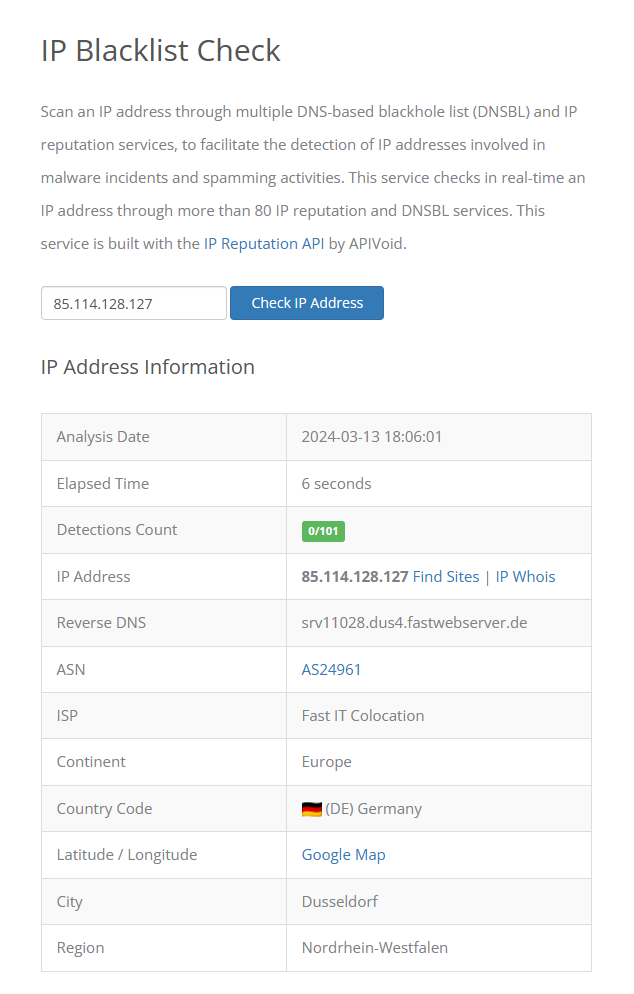 IP Blacklist Check
Scan an IP address through multiple DNS-based blackhole list (DNSBL) and IP
reputation services, to facilitate the detection of IP addresses involved in
malware incidents and spamming activities. This service checks in real-time an
IP address through more than 80 IP reputation and DNSBL services. This
service is built with the IP Reputation API by APIVoid.
85.114.128.127 Check IP Address
IP Address Information
Analysis Date 2024-03-13 18:06:01
Elapsed Time 6 seconds
Detections Count 0/101
IP Address 85.114.128.127 Find Sites | IP Whois
Reverse DNS srv11028.dus4.fastwebserver.de
ASN AS24961
ISP Fast IT Colocation
Continent Europe
Country Code (DE) Germany
Latitude / Longitude Google Map
City Dusseldorf
Region Nordrhein-Westfalen